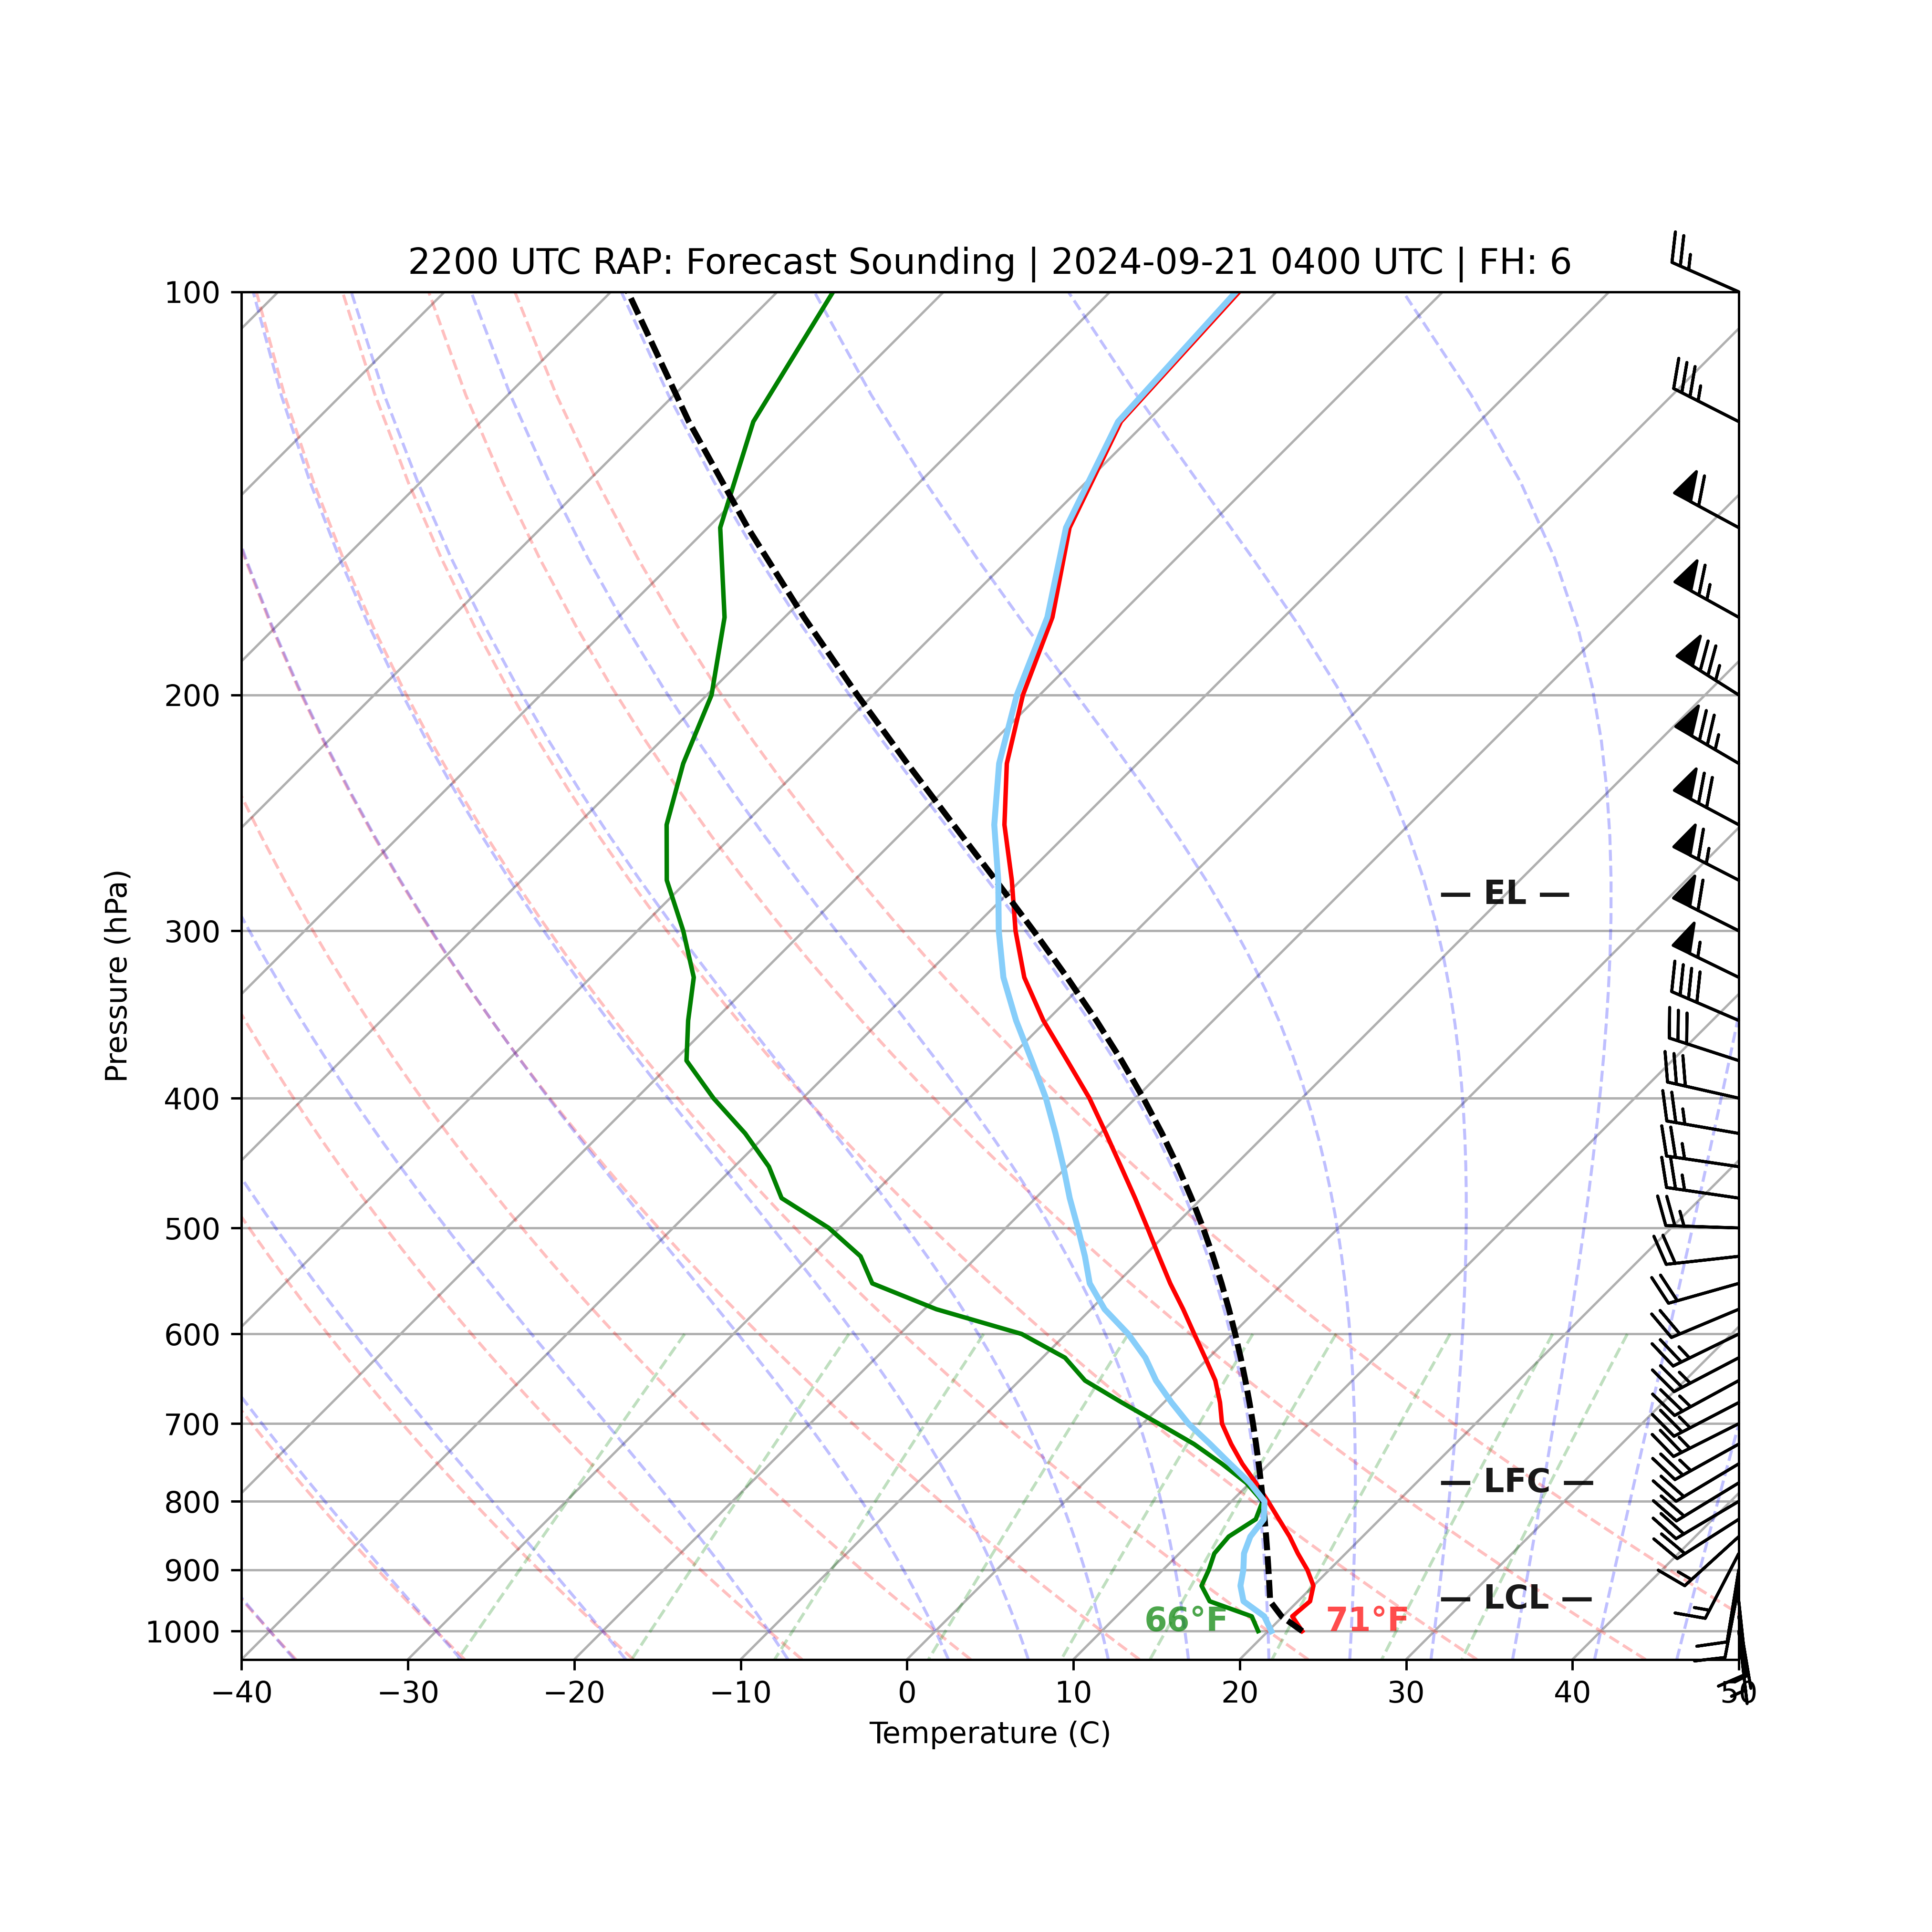 2200 UTC RAP: Forecast Sounding | 2024-09-21 0400 UTC | FH: 6
100
200
300
400
500
600
700
800
900
1000
Pressure (hPa)
— EL —
— LFC —
— LCL —
66°F 71°F
−40 −30 −20 −10 0 10 20 30 40 50
Temperature (C)